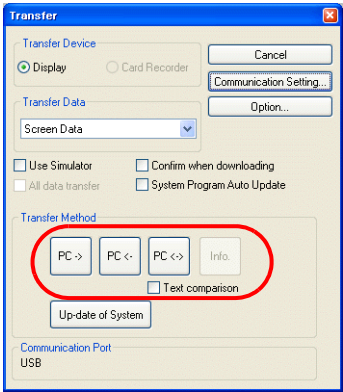 Transfer
Transfer Device
Display
Card Recorder
Cancel
Communication Setting...
Option...
Transfer Data
Screen Data
Use Simulator
Confirm when downloading
All data transfer
System Program Auto Update
Transfer Method
PC ->
PC <-
PC <->
Info.
Text comparison
Up-date of System
Communication Port
USB